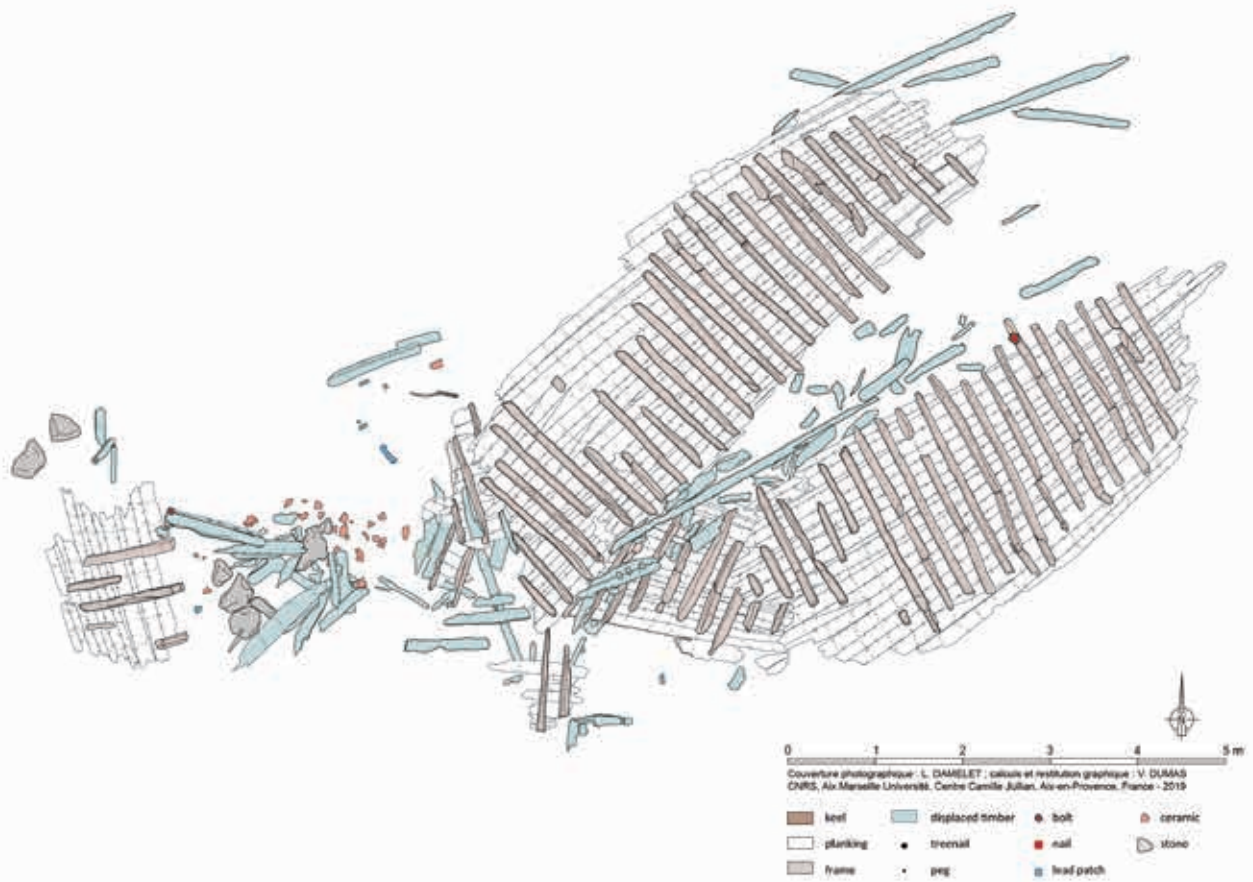 N
0 1 2 3 4 5 m
Couverture photographique : L. DAMELET ; calculs et restitution graphique : V. DUMAS
CNRS, Aix Marseille Université, Centre Camille Jullian, Aix-en-Provence, France - 2019
keel displaced timber bolt ceramic
planking treenail nail stone
frame peg lead patch